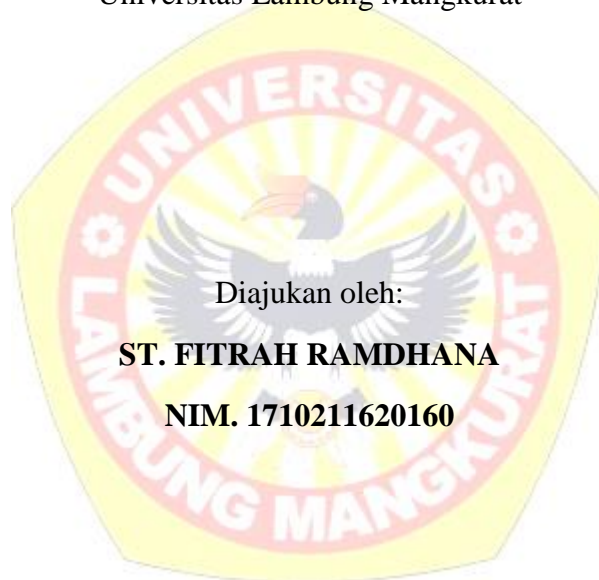 Universitas Lambung Mangkurat
UNIVERSITAS
LAMBUNG MANGKURAT
Diajukan oleh:
ST. FITRAH RAMDHANA
NIM. 1710211620160